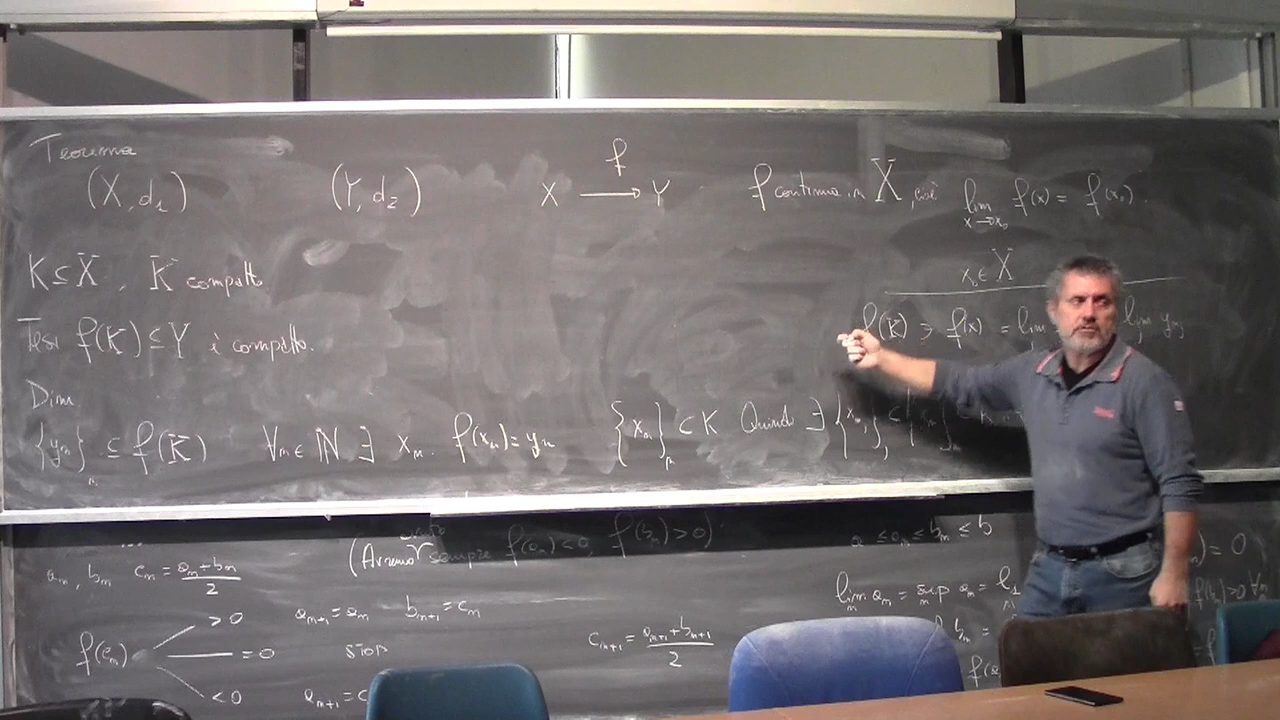 Teorema
(X, d₁) (Y, d₂) X → Y f f continua in X, cioè lim x→x₀ f(x) = f(x₀).
x₀ ∈ X
K ⊆ X, K compatto
f(K) ∋ f(x) = lim
Tesi f(K) ⊆ Y è compatto.
Dim
{yₙ}ₙ ⊆ f(K) ∀n ∈ ℕ ∃ xₙ. f(xₙ) = yₙ {xₙ}ₙ ⊂ K Quindi ∃
(Avremo sempre f(aₙ) < 0, f(bₙ) > 0)
a ≤ aₙ ≤ bₙ ≤ b
aₙ, bₙ cₙ = (aₙ + bₙ)/2
lim aₙ = sup aₙ = l₁
> 0 aₙ₊₁ = aₙ bₙ₊₁ = cₙ
f(cₙ) = 0 stop
cₙ₊₁ = (aₙ₊₁ + bₙ₊₁)/2
< 0 aₙ₊₁ = c